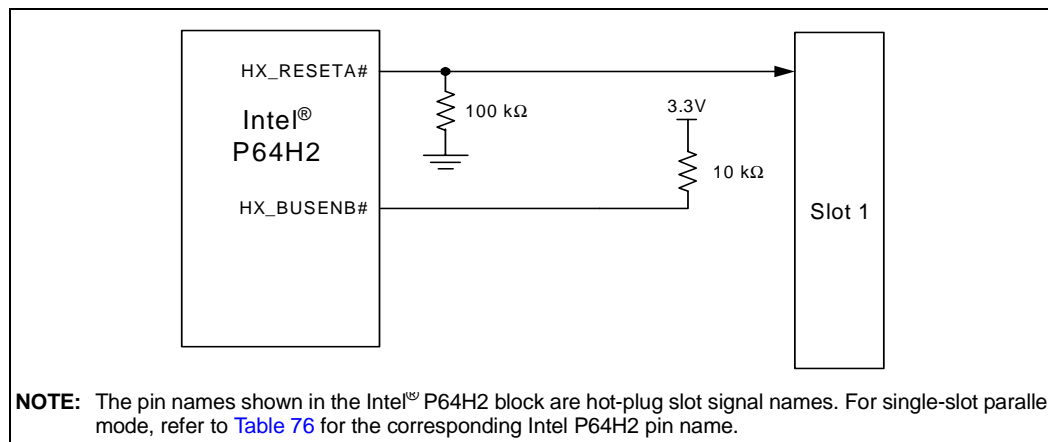 HX_RESETA#
100 kΩ
3.3V
Intel®
P64H2
10 kΩ
HX_BUSENB#
Slot 1
NOTE: The pin names shown in the Intel® P64H2 block are hot-plug slot signal names. For single-slot paralle
mode, refer to Table 76 for the corresponding Intel P64H2 pin name.